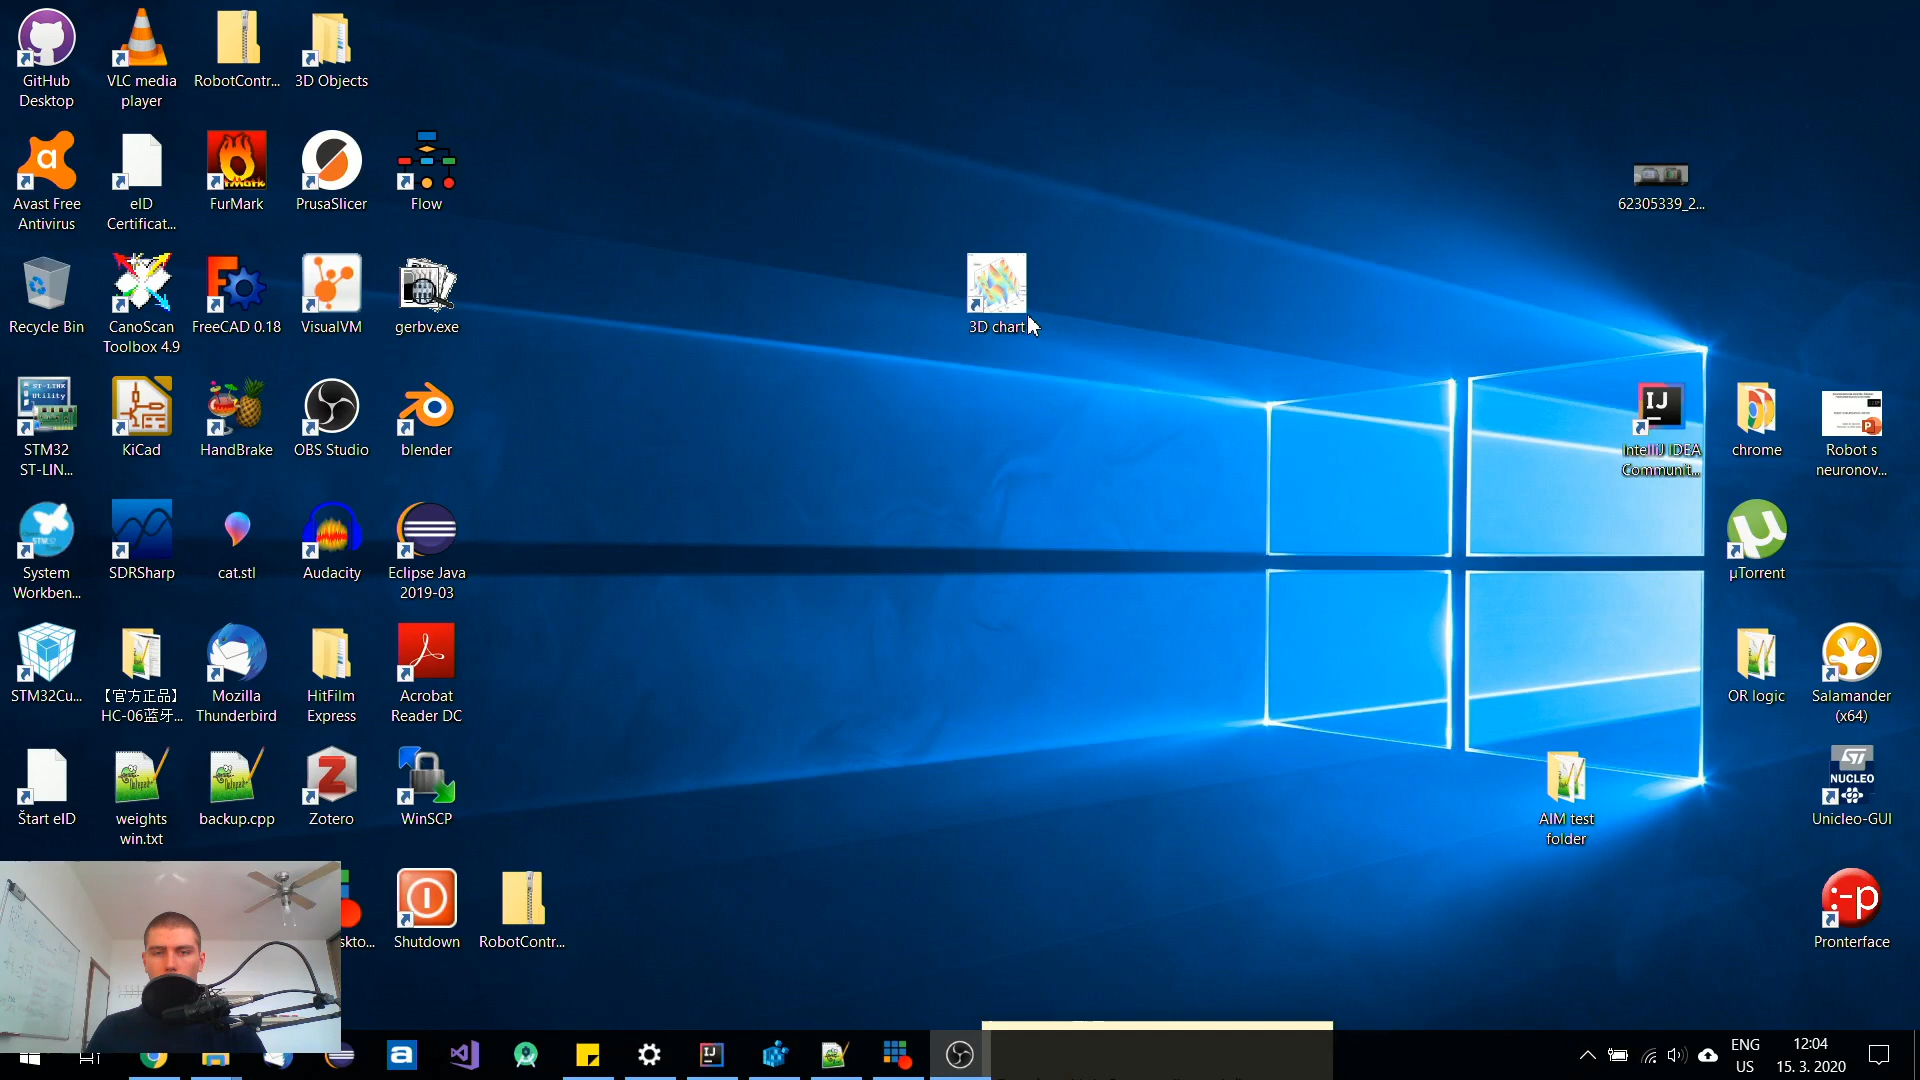 GitHub
Desktop
VLC media
player
RobotContr...
3D Objects
Avast Free
Antivirus
eID
Certificat...
FurMark
PrusaSlicer
Flow
62305339_2...
Recycle Bin
CanoScan
Toolbox 4.9
FreeCAD 0.18
VisualVM
gerbv.exe
3D chart
STM32
ST-LIN...
KiCad
HandBrake
OBS Studio
blender
IntelliJ IDEA
Communit...
chrome
Robot s
neuronov...
System
Workben...
SDRSharp
cat.stl
Audacity
Eclipse Java
2019-03
µTorrent
STM32Cu...
【官方正品】
HC-06蓝牙...
Mozilla
Thunderbird
HitFilm
Express
Acrobat
Reader DC
OR logic
Salamander
(x64)
Štart eID
weights
win.txt
backup.cpp
Zotero
WinSCP
AIM test
folder
NUCLEO
Unicleo-GUI
skto...
Shutdown
RobotContr...
Pronterface
ENG
US
12:04
15. 3. 2020